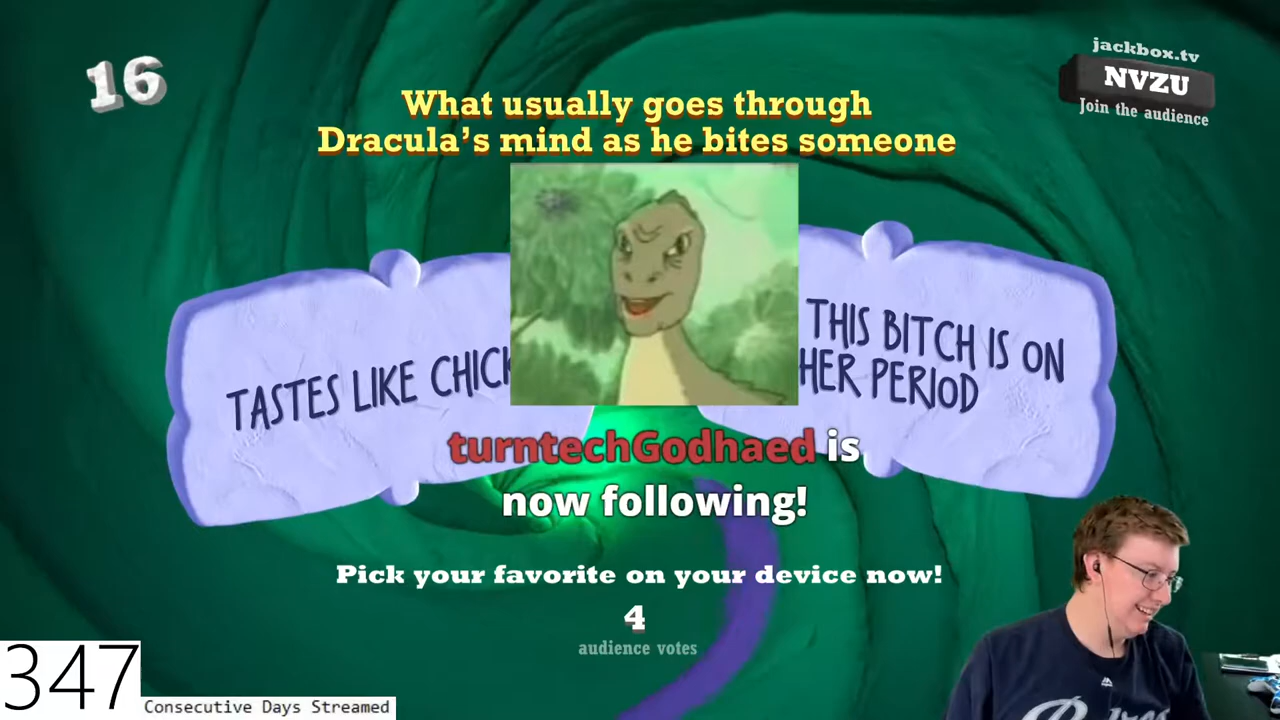 16
jackbox.tv
NVZU
Join the audience
What usually goes through
Dracula's mind as he bites someone
TASTES LIKE CHICK
THIS BITCH IS ON
HER PERIOD
turntechGodhaed is
now following!
Pick your favorite on your device now!
4
audience votes
347
Consecutive Days Streamed